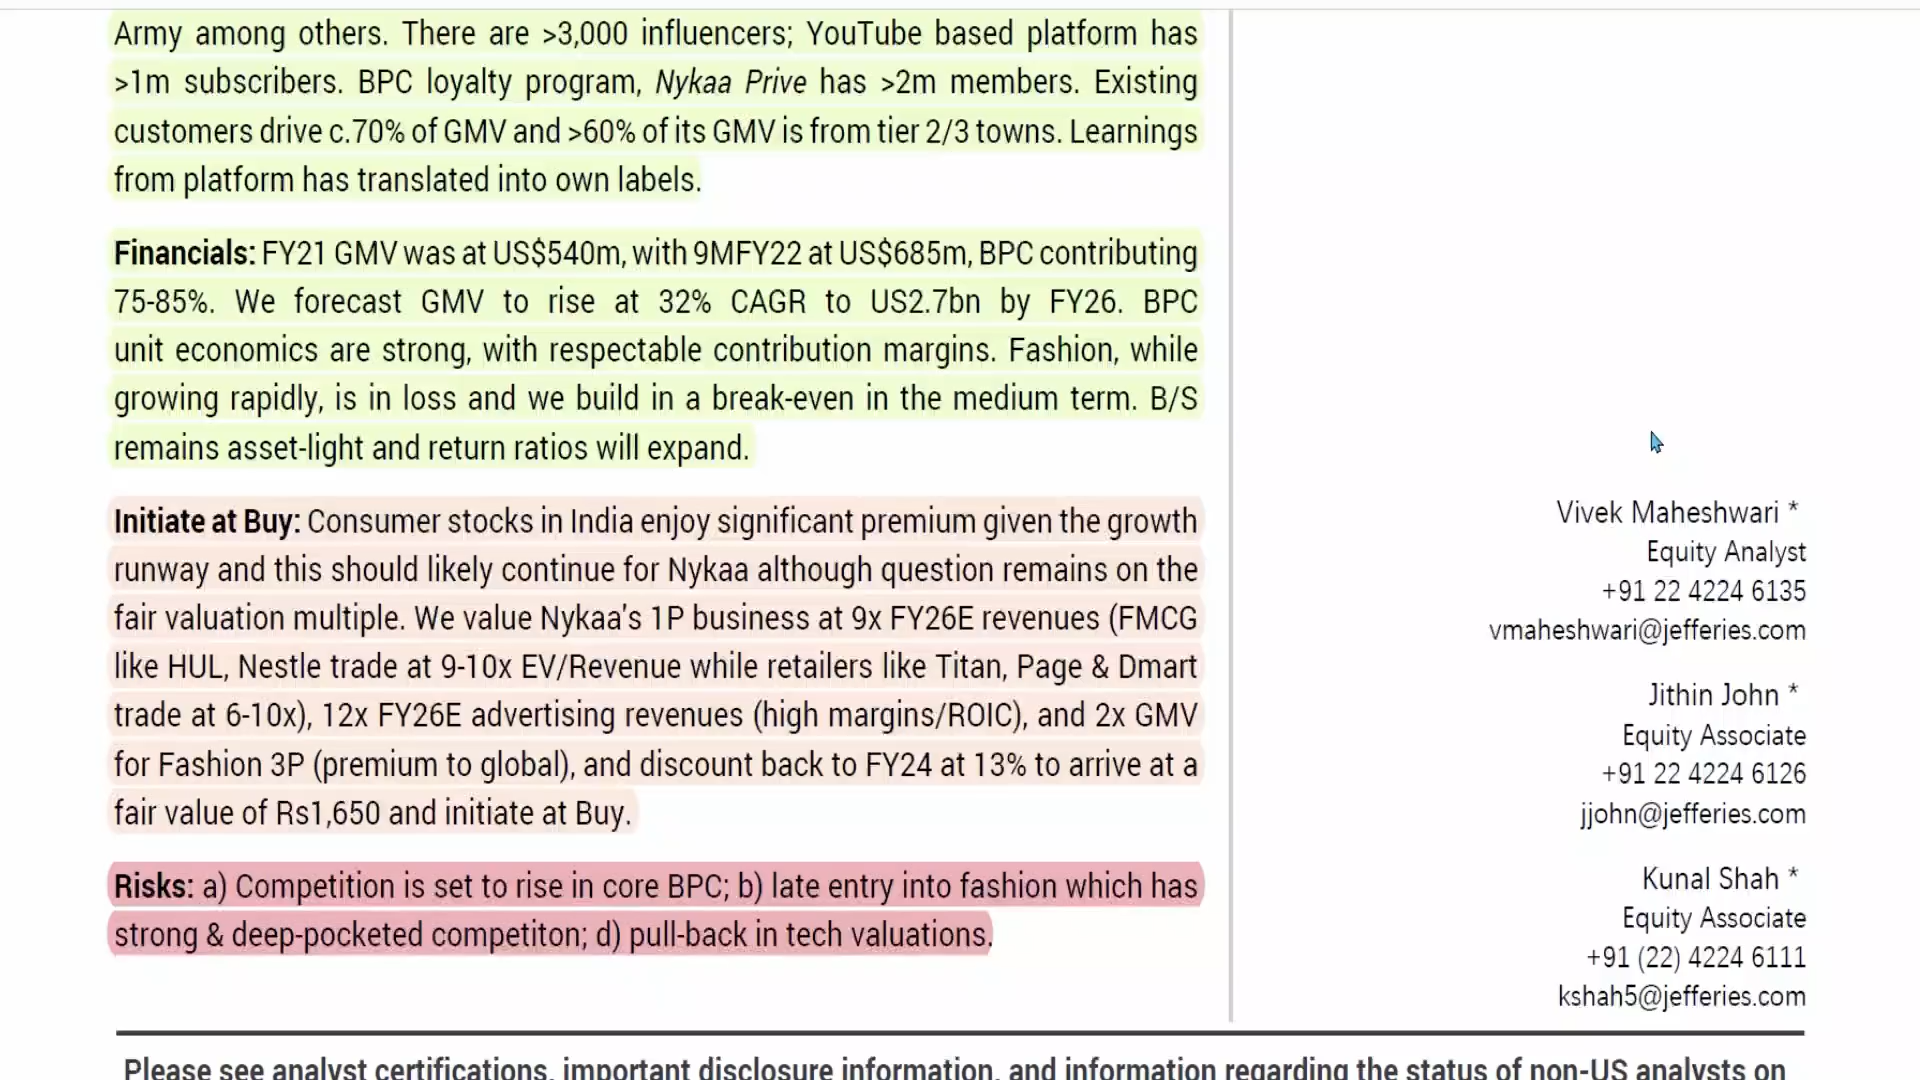 Army among others. There are >3,000 influencers; YouTube based platform has
>1m subscribers. BPC loyalty program, Nykaa Prive has >2m members. Existing
customers drive c.70% of GMV and >60% of its GMV is from tier 2/3 towns. Learnings
from platform has translated into own labels.
Financials: FY21 GMV was at US$540m, with 9MFY22 at US$685m, BPC contributing
75-85%. We forecast GMV to rise at 32% CAGR to US2.7bn by FY26. BPC
unit economics are strong, with respectable contribution margins. Fashion, while
growing rapidly, is in loss and we build in a break-even in the medium term. B/S
remains asset-light and return ratios will expand.
Initiate at Buy: Consumer stocks in India enjoy significant premium given the growth
runway and this should likely continue for Nykaa although question remains on the
fair valuation multiple. We value Nykaa's 1P business at 9x FY26E revenues (FMCG
like HUL, Nestle trade at 9-10x EV/Revenue while retailers like Titan, Page & Dmart
trade at 6-10x), 12x FY26E advertising revenues (high margins/ROIC), and 2x GMV
for Fashion 3P (premium to global), and discount back to FY24 at 13% to arrive at a
fair value of Rs1,650 and initiate at Buy.
Risks: a) Competition is set to rise in core BPC; b) late entry into fashion which has
strong & deep-pocketed competiton; d) pull-back in tech valuations.
Vivek Maheshwari *
Equity Analyst
+91 22 4224 6135
vmaheshwari@jefferies.com
Jithin John *
Equity Associate
+91 22 4224 6126
jjohn@jefferies.com
Kunal Shah *
Equity Associate
+91 (22) 4224 6111
kshah5@jefferies.com
Please see analyst certifications, important disclosure information, and information regarding the status of non-US analysts on